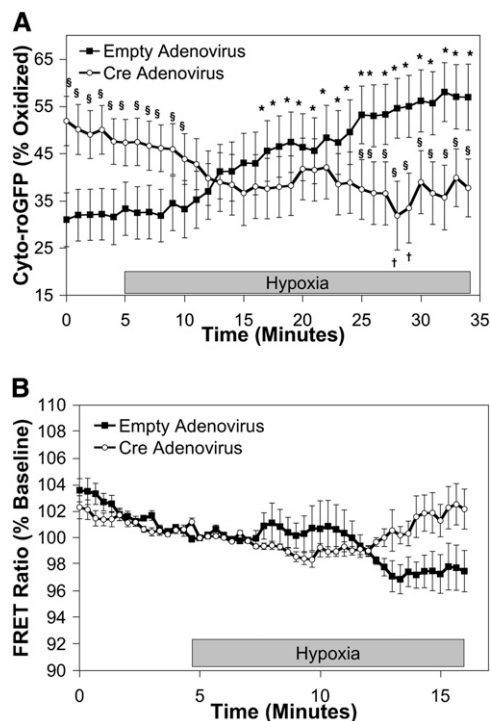 A
Empty Adenovirus
Cre Adenovirus
Cyto-roGFP (% Oxidized)
65
55
45
35
25
15
§ § § § § § § § § §
* * * * * * * * * * * * * * * *
§ § § § § § § § §
† †
Hypoxia
0 5 10 15 20 25 30 35
Time (Minutes)
B
Empty Adenovirus
Cre Adenovirus
FRET Ratio (% Baseline)
110
108
106
104
102
100
98
96
94
92
90
Hypoxia
0 5 10 15
Time (Minutes)